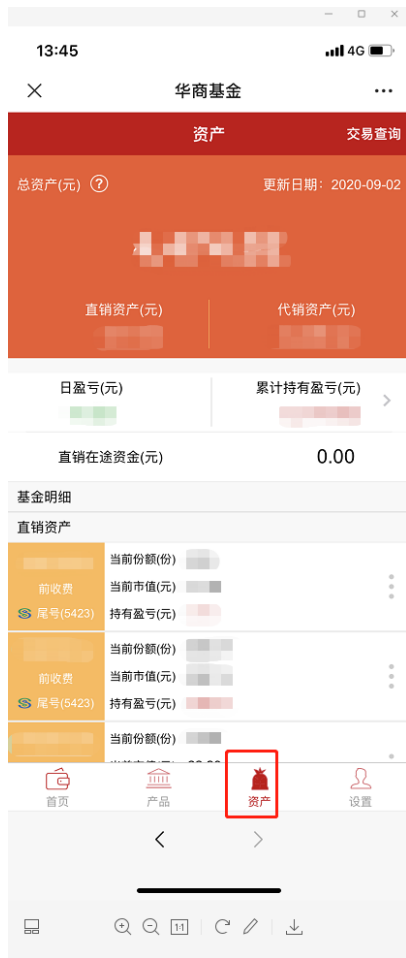 13:45
4G
华商基金
资产
交易查询
总资产(元) ?
更新日期：2020-09-02
直销资产(元)
代销资产(元)
日盈亏(元)
累计持有盈亏(元)
直销在途资金(元)
0.00
基金明细
直销资产
当前份额(份)
前收费
当前市值(元)
尾号(5423)
持有盈亏(元)
当前份额(份)
前收费
当前市值(元)
尾号(5423)
持有盈亏(元)
当前份额(份)
首页
产品
资产
设置
1:1